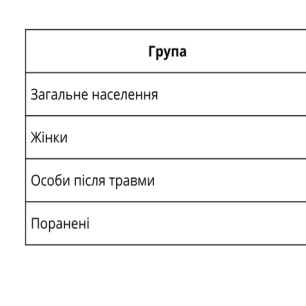 Група
Загальне населення
Жінки
Особи після травми
Поранені